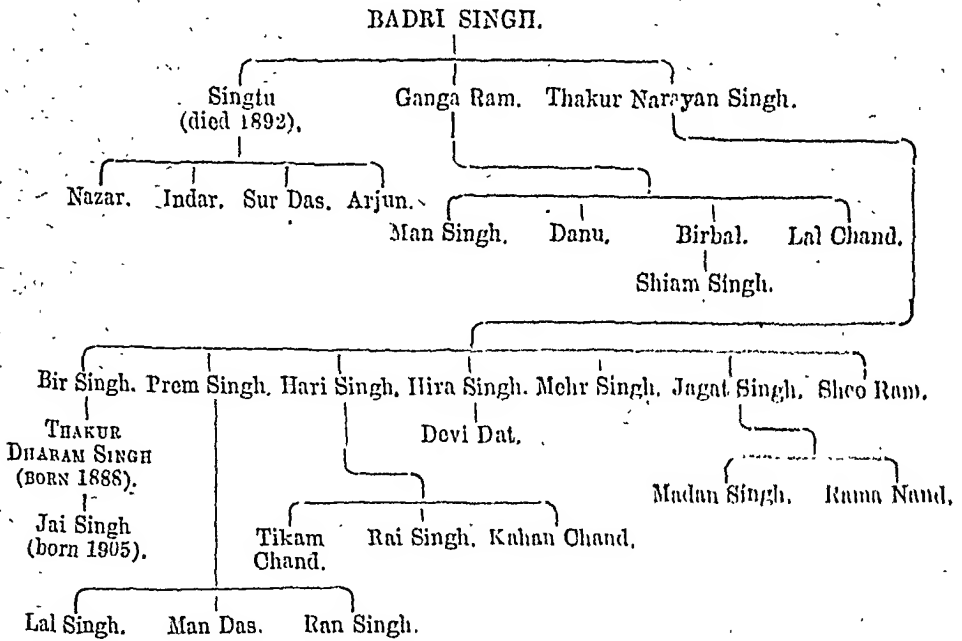 BADRI SINGH.
Singtu Ganga Ram. Thakur Narayan Singh.
(died 1892).
Nazar. Indar. Sur Das. Arjun.
Man Singh. Danu. Birbal. Lal Chand.
Shiam Singh.
Bir Singh. Prem Singh. Hari Singh. Hira Singh. Mehr Singh. Jagat Singh. Sheo Ram.
THAKUR
DHARAM SINGH
(BORN 1888).
Devi Dat.
Jai Singh
(born 1905).
Madan Singh. Rama Nand.
Tikam
Chand.
Rai Singh. Kahan Chand.
Lal Singh. Man Das. Ran Singh.